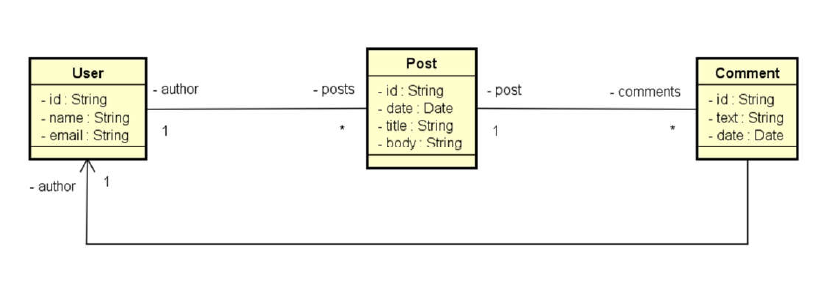 User
- id : String
- name : String
- email : String
- author
1
- posts
*
Post
- id : String
- date : Date
- title : String
- body : String
- post
1
- comments
*
Comment
- id : String
- text : String
- date : Date
- author
1